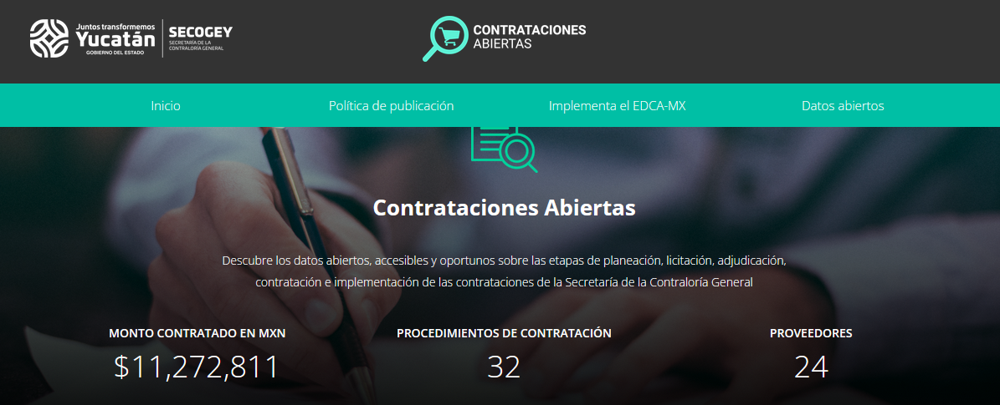 Juntos transformemos
Yucatán
GOBIERNO DEL ESTADO
SECOGEY
SECRETARÍA DE LA
CONTRALORÍA GENERAL
CONTRATACIONES
ABIERTAS
Inicio
Política de publicación
Implementa el EDCA-MX
Datos abiertos
Contrataciones Abiertas
Descubre los datos abiertos, accesibles y oportunos sobre las etapas de planeación, licitación, adjudicación,
contratación e implementación de las contrataciones de la Secretaría de la Contraloría General
MONTO CONTRATADO EN MXN
$11,272,811
PROCEDIMIENTOS DE CONTRATACIÓN
32
PROVEEDORES
24